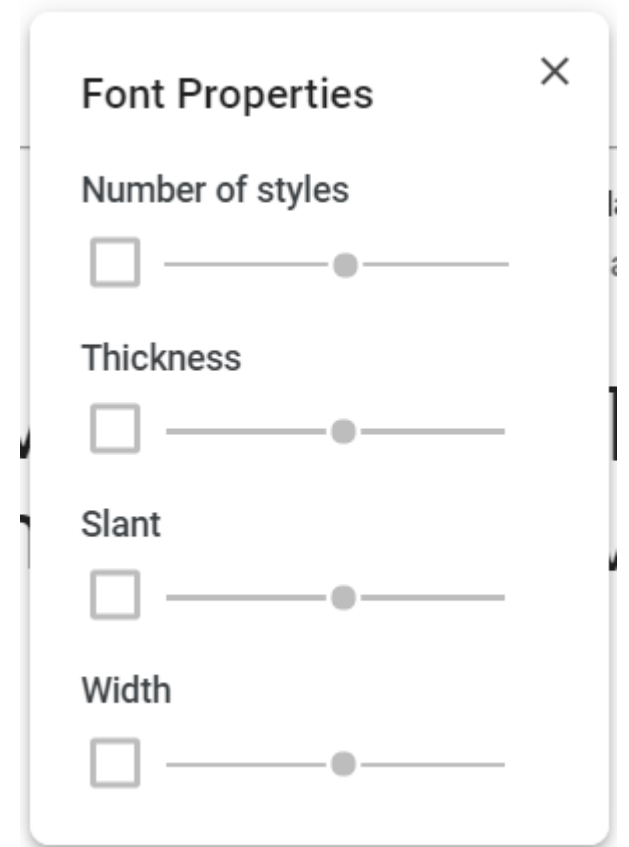 Font Properties
Number of styles
Thickness
Slant
Width